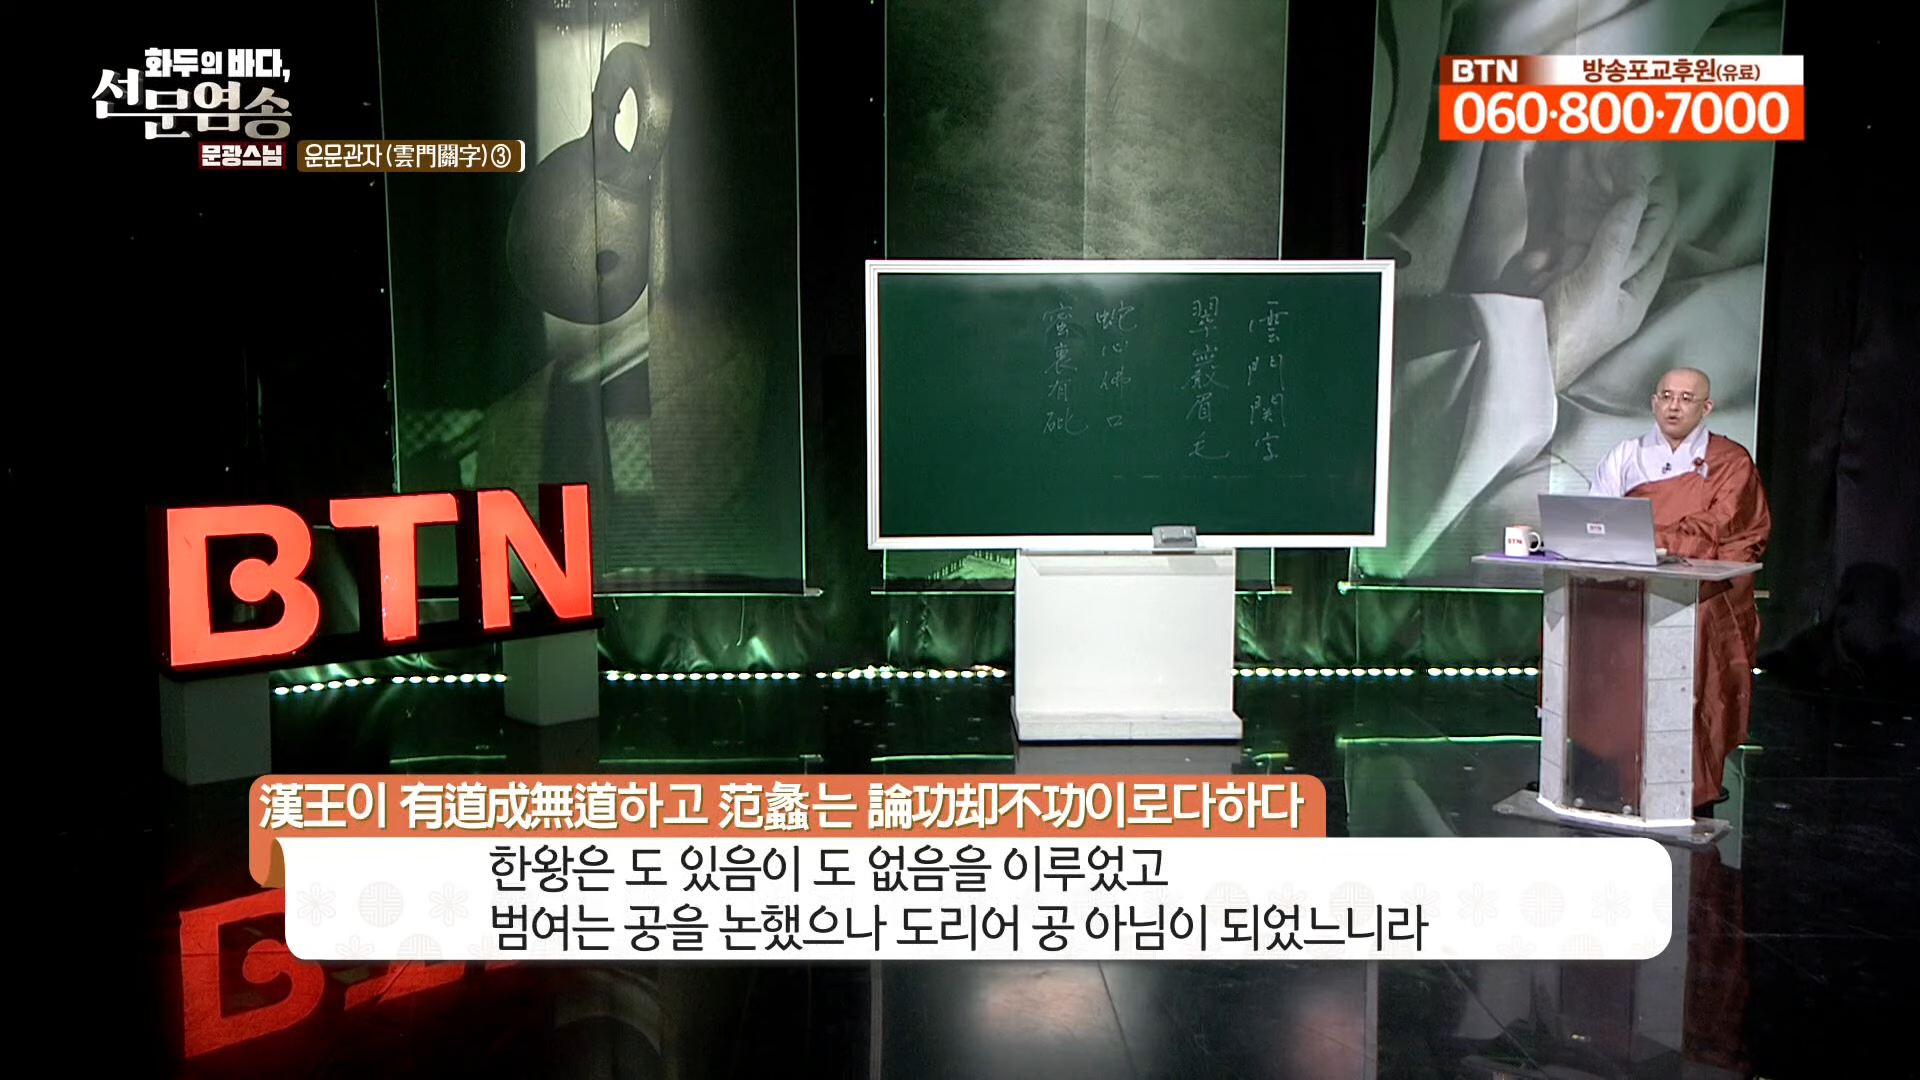 화두의 바다,
선문염송
문광스님
운문관자(雲門關字)③
BTN 방송포교후원(유료)
060·800·7000
雲門関字
翠巖眉毛
蛇心佛口
蜜裏有砒
BTN
BTN
漢王이 有道成無道하고 范蠡는 論功却不功이로다하다
한왕은 도 있음이 도 없음을 이루었고
범여는 공을 논했으나 도리어 공 아님이 되었느니라